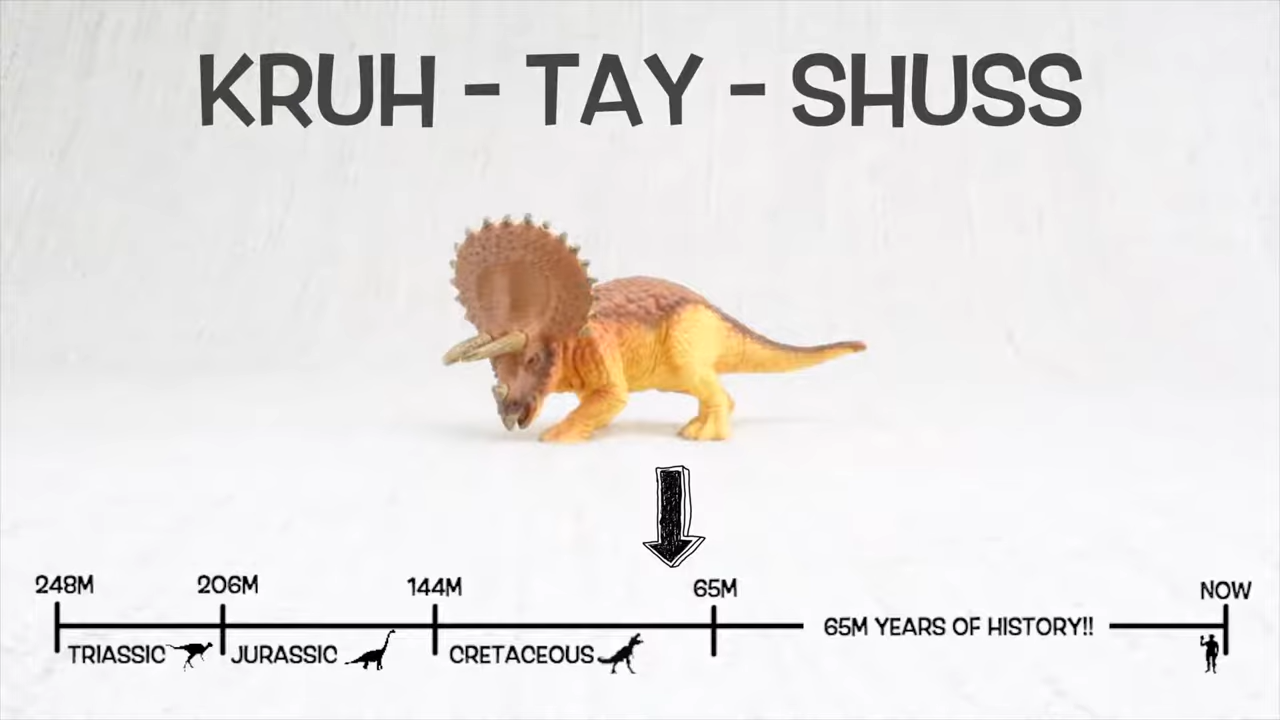 KRUH - TAY - SHUSS
248M 206M 144M 65M NOW
65M YEARS OF HISTORY!!
TRIASSIC JURASSIC CRETACEOUS